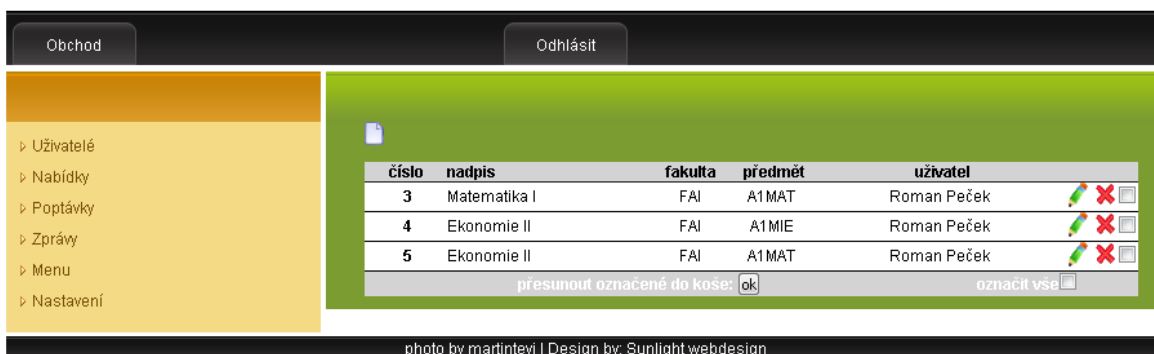 Obchod Odhlásit
Uživatelé
Nabídky
Poptávky
Zprávy
Menu
Nastavení
číslo nadpis fakulta předmět uživatel
3 Matematika I FAI A1MAT Roman Peček
4 Ekonomie II FAI A1MIE Roman Peček
5 Ekonomie II FAI A1MAT Roman Peček
přesunout označené do koše: ok označit vše
photo by martintevi | Design by: Sunlight webdesign